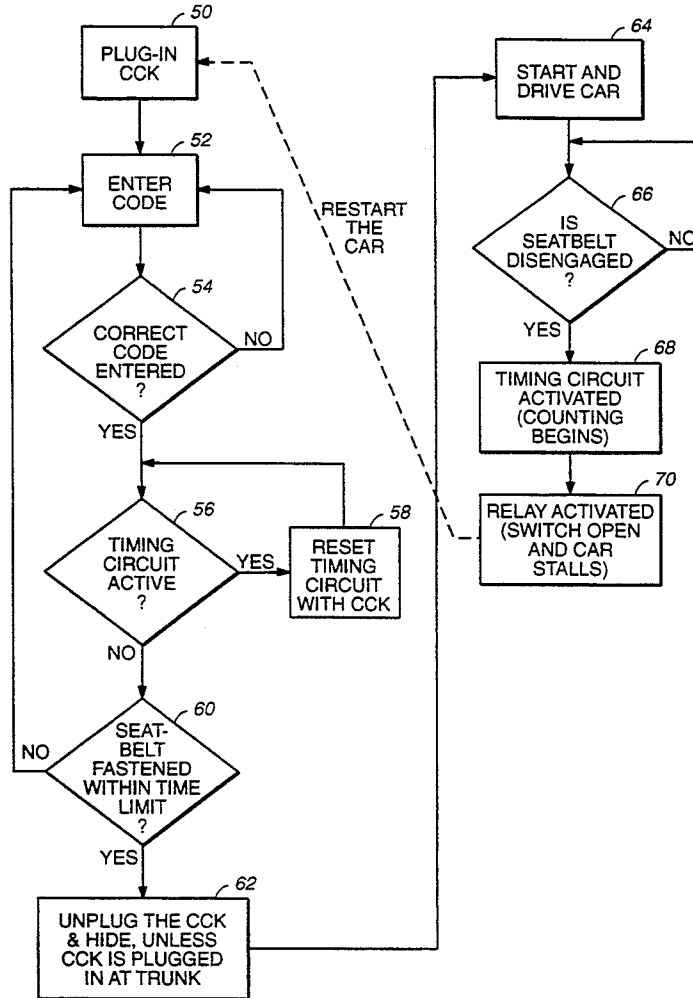 50
PLUG-IN
CCK
52
ENTER
CODE
54
CORRECT
CODE
ENTERED
?
NO
YES
56
TIMING
CIRCUIT
ACTIVE
?
YES
58
RESET
TIMING
CIRCUIT
WITH CCK
NO
60
SEAT-
BELT
FASTENED
WITHIN TIME
LIMIT
?
NO
YES
62
UNPLUG THE CCK
& HIDE, UNLESS
CCK IS PLUGGED
IN AT TRUNK
RESTART
THE
CAR
64
START AND
DRIVE CAR
66
IS
SEATBELT
DISENGAGED
?
NO
YES
68
TIMING CIRCUIT
ACTIVATED
(COUNTING
BEGINS)
70
RELAY ACTIVATED
(SWITCH OPEN
AND CAR
STALLS)